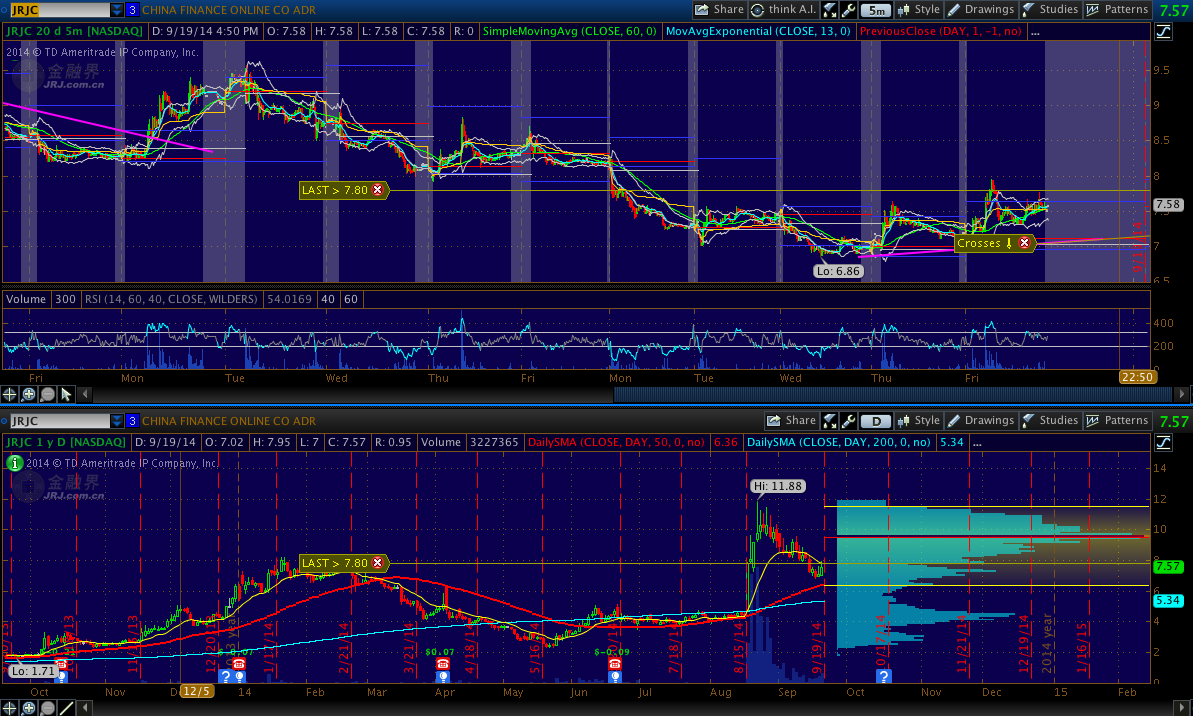 JRJC 3 CHINA FINANCE ONLINE CO ADR Share think A.I. 5m Style Drawings Studies Patterns 7.57
JRJC 20 d 5m [NASDAQ] D: 9/19/14 4:50 PM O: 7.58 H: 7.58 L: 7.58 C: 7.58 R: 0 SimpleMovingAvg (CLOSE, 60, 0, no) MovAvgExponential (CLOSE, 13, 0, no) PreviousClose (DAY, 1, -1, no) ...
2014 © TD Ameritrade IP Company, Inc.
金融界
JRJ.com.cn
9.5
9
8.5
8
LAST > 7.80
7.58
Crosses
7
Lo: 6.86
6.5
Volume 300 RSI (14, 60, 40, CLOSE, WILDERS) 54.0169 40 60
400
200
Fri Mon Tue Wed Thu Fri Mon Tue Wed Thu Fri 22:50
JRJC 3 CHINA FINANCE ONLINE CO ADR Share D Style Drawings Studies Patterns 7.57
JRJC 1 y D [NASDAQ] D: 9/19/14 O: 7.02 H: 7.95 L: 7 C: 7.57 R: 0.95 Volume 3227365 DailySMA (CLOSE, DAY, 50, 0, no) 6.36 DailySMA (CLOSE, DAY, 200, 0, no) 5.34 ...
2014 © TD Ameritrade IP Company, Inc.
金融界
JRJ.com.cn
14
Hi: 11.88
12
10
LAST > 7.80
8
7.57
5.34
4
2
0
$0.07
$-0.09
2/21/14
3/21/14
4/18/14
5/16/14
7/18/14
8/15/14
9/19/14
11/21/14
12/19/14
2014 year
1/16/15
Lo: 1.71
Oct Nov 12/5 14 Feb Mar Apr May Jun Jul Aug Sep Oct Nov Dec 15 Feb